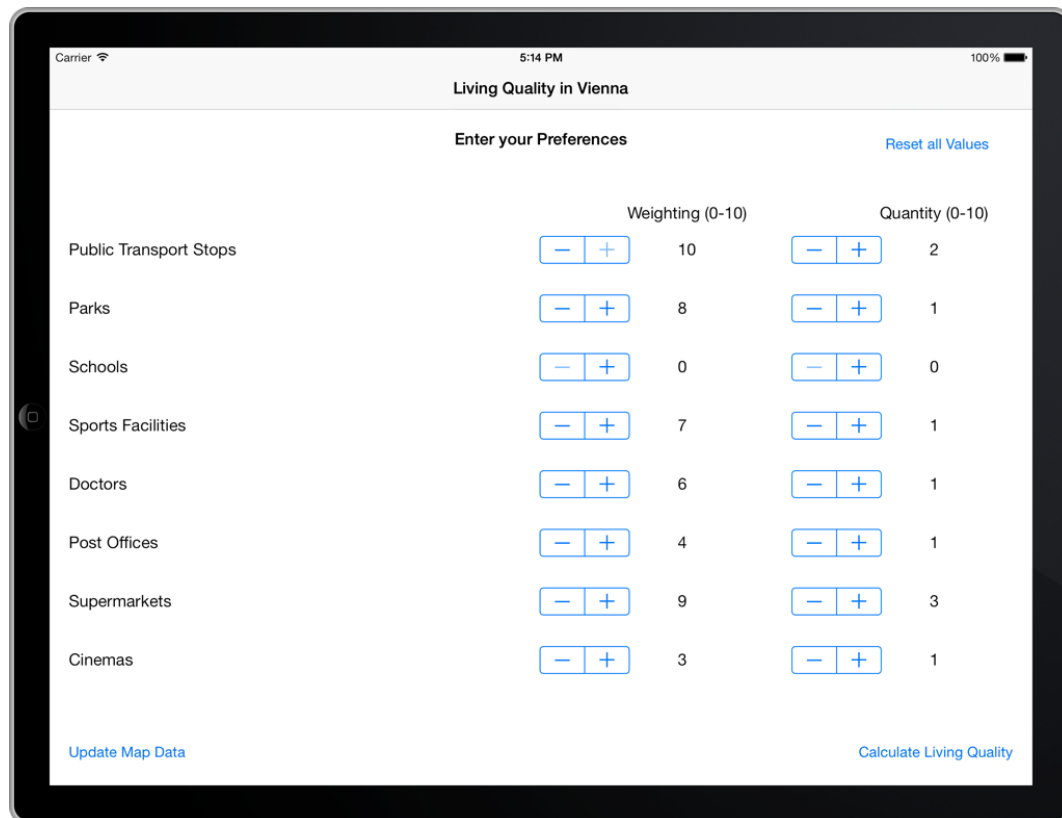 Carrier 5:14 PM 100%
Living Quality in Vienna
Enter your Preferences
Reset all Values
Weighting (0-10) Quantity (0-10)
Public Transport Stops 10 2
Parks 8 1
Schools 0 0
Sports Facilities 7 1
Doctors 6 1
Post Offices 4 1
Supermarkets 9 3
Cinemas 3 1
Update Map Data Calculate Living Quality